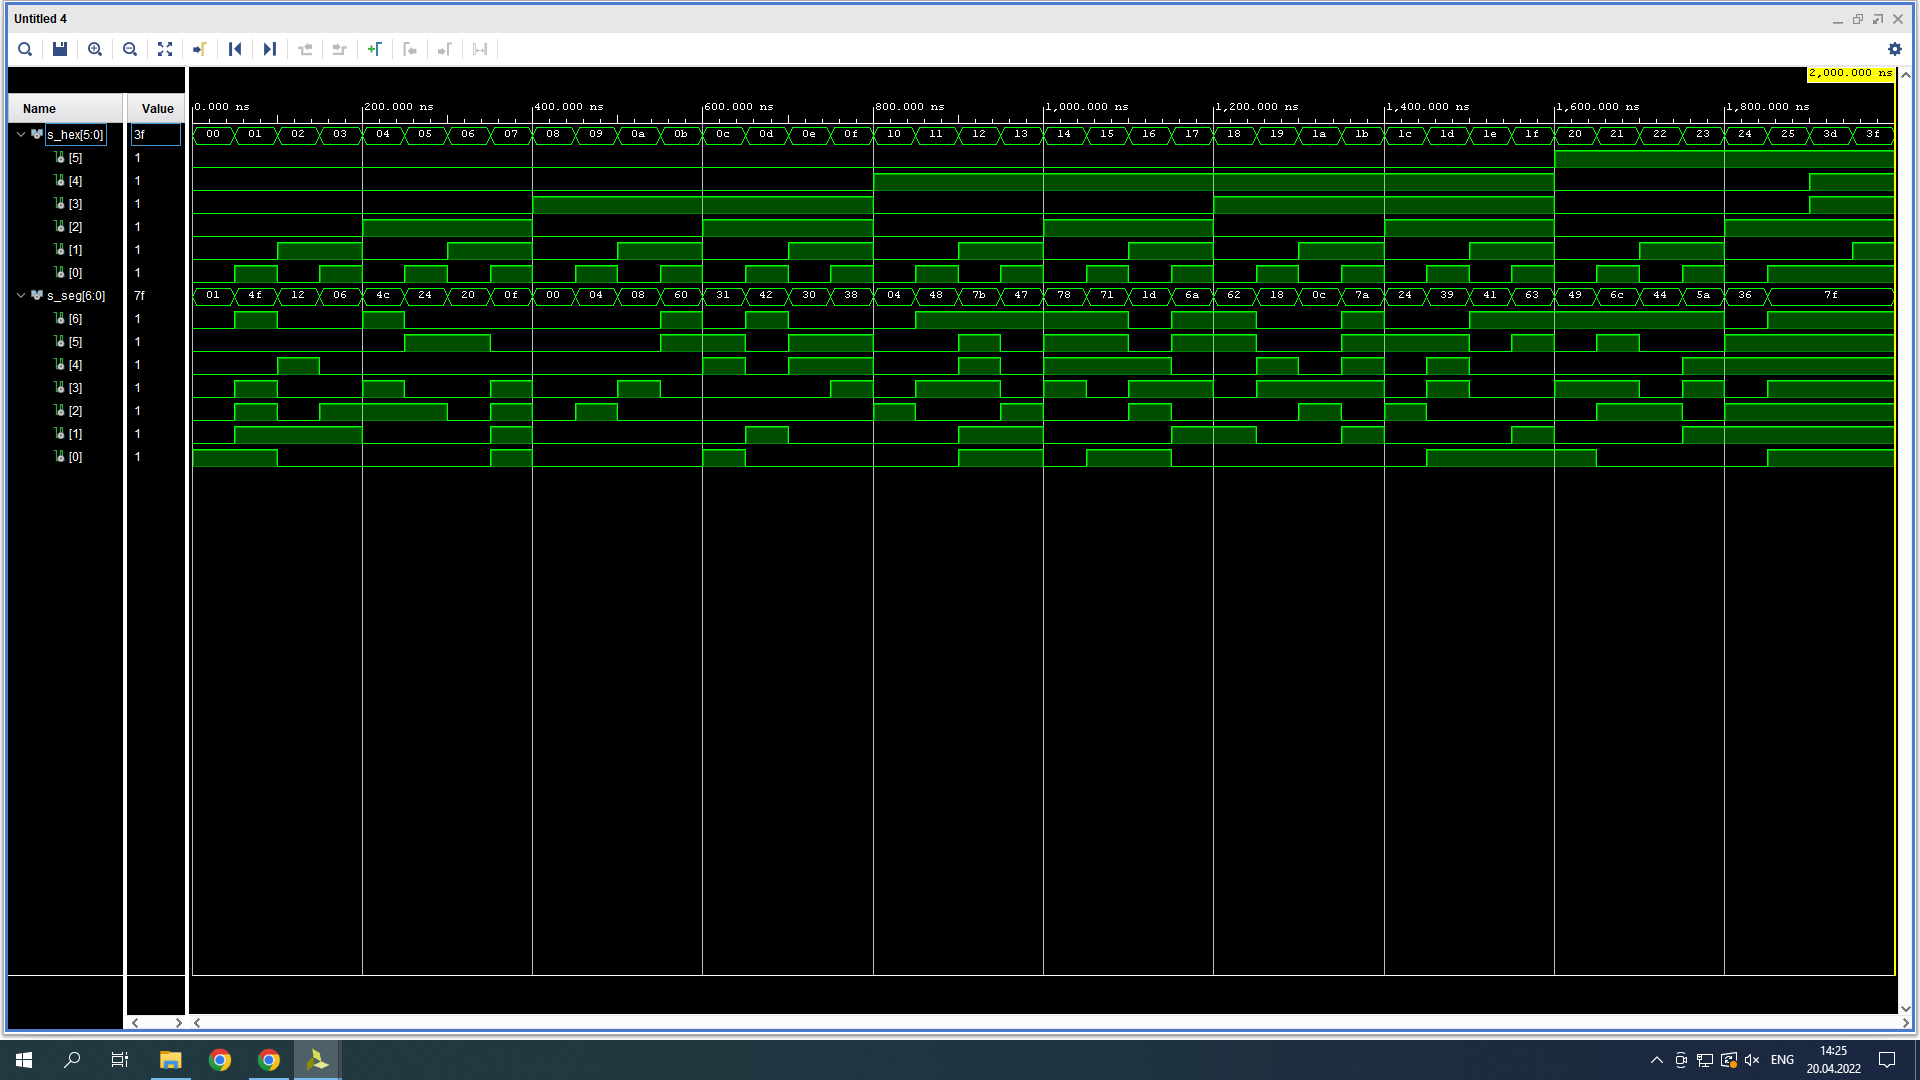 Untitled 4
2,000.000 ns
Name Value
0.000 ns 200.000 ns 400.000 ns 600.000 ns 800.000 ns 1,000.000 ns 1,200.000 ns 1,400.000 ns 1,600.000 ns 1,800.000 ns
s_hex[5:0] 3f 00 01 02 03 04 05 06 07 08 09 0a 0b 0c 0d 0e 0f 10 11 12 13 14 15 16 17 18 19 1a 1b 1c 1d 1e 1f 20 21 22 23 24 25 3d 3f
[5] 1
[4] 1
[3] 1
[2] 1
[1] 1
[0] 1
s_seg[6:0] 7f 01 4f 12 06 4c 24 20 0f 00 04 08 60 31 42 30 38 04 48 7b 47 78 71 1d 6a 62 18 0c 7a 24 39 41 63 49 6c 44 5a 36 7f
[6] 1
[5] 1
[4] 1
[3] 1
[2] 1
[1] 1
[0] 1
ENG
14:25
20.04.2022